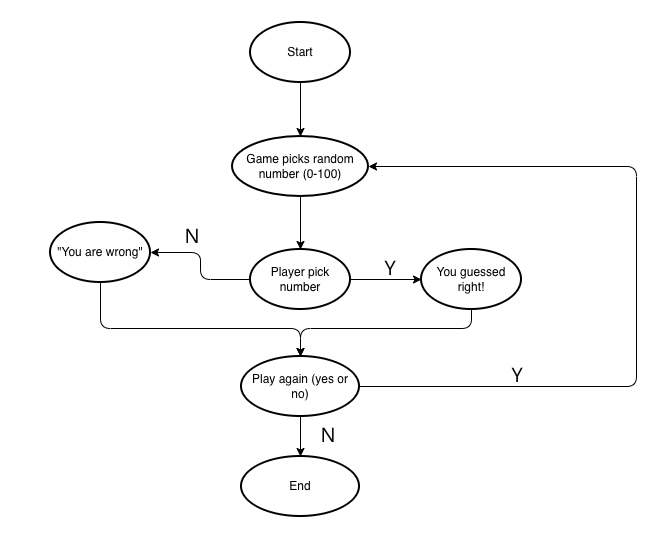 Start
Game picks random
number (0-100)
N
"You are wrong"
Player pick
number
Y
You guessed
right!
Play again (yes or
no)
Y
N
End